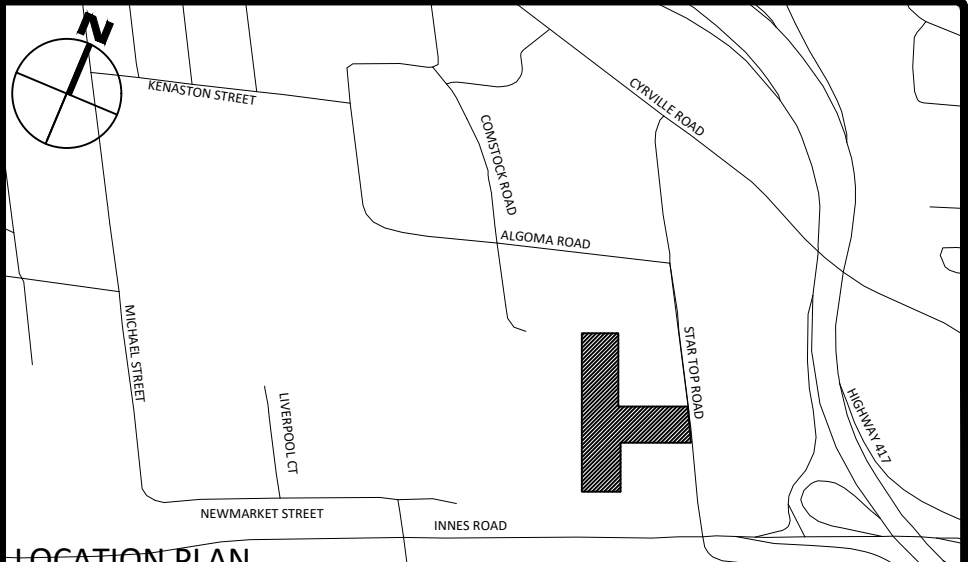 N
KENASTON STREET
CYRVILLE ROAD
COMSTOCK ROAD
ALGOMA ROAD
MICHAEL STREET
STAR TOP ROAD
LIVERPOOL CT
HIGHWAY 417
NEWMARKET STREET
INNES ROAD
LOCATION PLAN